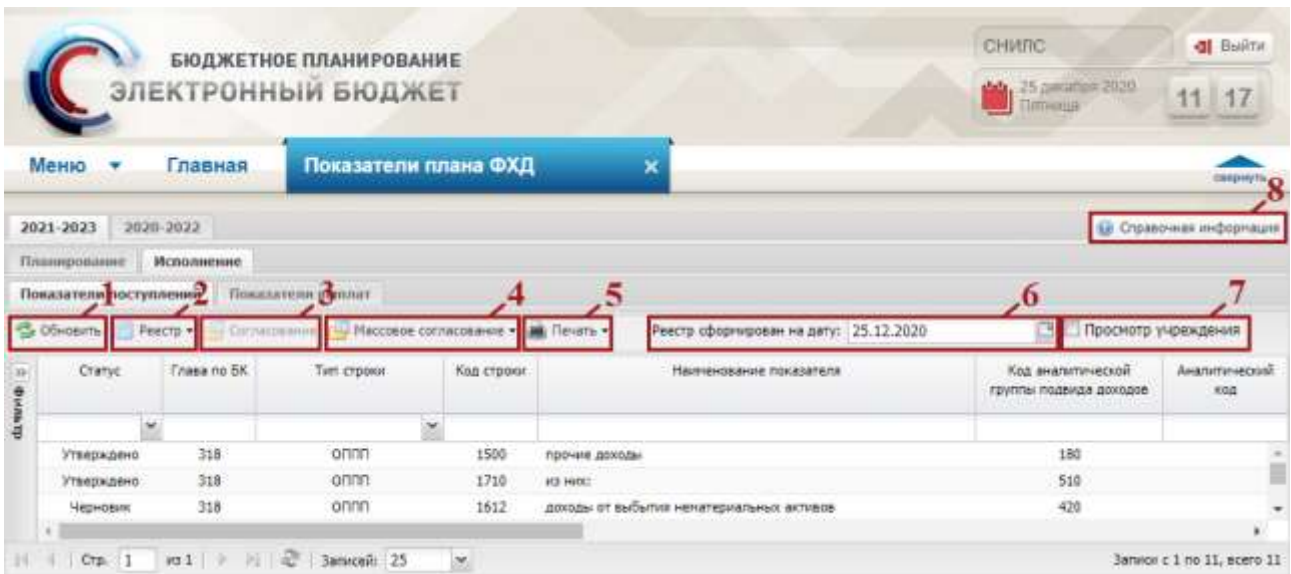 БЮДЖЕТНОЕ ПЛАНИРОВАНИЕ
ЭЛЕКТРОННЫЙ БЮДЖЕТ
СНИЛС
Выйти
25 декабря 2020
Пятница
11 17
Меню Главная Показатели плана ФХД ×
свернуть
8
2021-2023 2020-2022 Справочная информация
Планирование Исполнение
Показатели поступлений Показатели выплат
1 2 3 4 5 6 7
Обновить Реестр Согласование Массовое согласование Печать Реестр сформирован на дату: 25.12.2020 Просмотр учреждения
» Статус Глава по БК Тип строки Код строки Наименование показателя Код аналитической группы подвида доходов Аналитический код
Фильтр
Утверждено 318 ОППП 1500 прочие доходы 180
Утверждено 318 ОППП 1710 из них: 510
Черновик 318 ОППП 1612 доходы от выбытия нематериальных активов 420
Стр. 1 из 1 Записей: 25 Записи с 1 по 11, всего 11